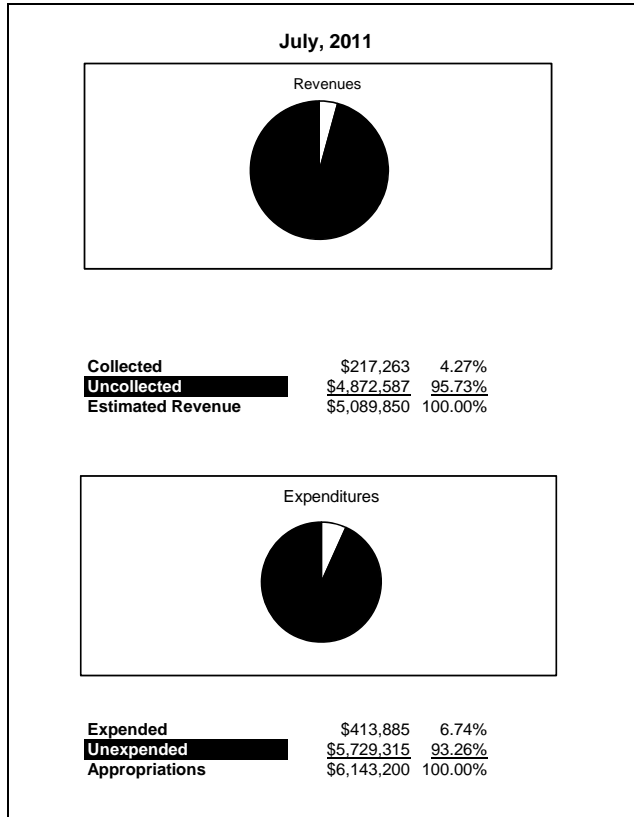 July, 2011
Revenues
Collected $217,263 4.27%
Uncollected $4,872,587 95.73%
Estimated Revenue $5,089,850 100.00%
Expenditures
Expended $413,885 6.74%
Unexpended $5,729,315 93.26%
Appropriations $6,143,200 100.00%